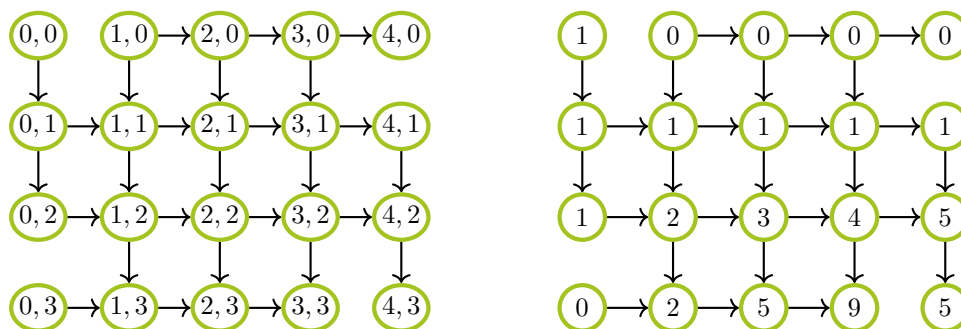 0, 0 1, 0 2, 0 3, 0 4, 0
0, 1 1, 1 2, 1 3, 1 4, 1
0, 2 1, 2 2, 2 3, 2 4, 2
0, 3 1, 3 2, 3 3, 3 4, 3
1 0 0 0 0
1 1 1 1 1
1 2 3 4 5
0 2 5 9 5